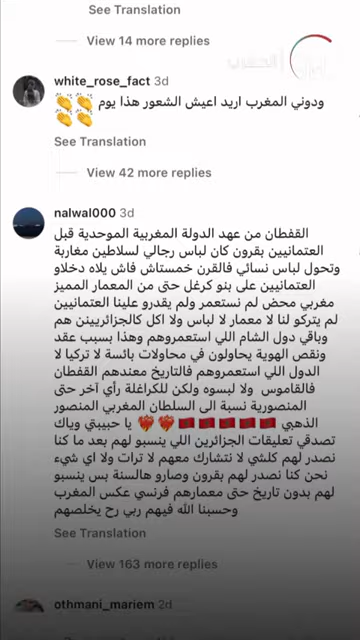 See Translation
View 14 more replies
المغرب
white_rose_fact 3d
ودوني المغرب اريد اعيش الشعور هذا يوم 👏👏
👏👏
See Translation
View 42 more replies
nalwal000 3d
القفطان من عهد الدولة المغربية الموحدية قبل
العتمانيين بقرون كان لباس رجالي لسلاطين مغاربة
وتحول لباس نسائي فالقرن خمستاش فاش يلاه دخلاو
العتمانيين على بنو كرغل حتى من المعمار المميز
مغربي محض لم نستعمر ولم يقدرو علينا العتمانيين
لم يتركو لنا لا معمار لا لباس ولا اكل كالجزائريينن هم
وباقي دول الشام اللي استعمروهم وهذا بسبب عقد
ونقص الهوية يحاولون في محاولات بائسة لا تركيا لا
الدول اللي استعمروهم فالتاريخ معندهم القفطان
فالقاموس  ولا لبسوه ولكن للكراغلة رأي آخر حتى
المنصورية نسبة الى السلطان المغربي المنصور
الذهبي 🇲🇦🇲🇦🇲🇦🇲🇦🇲🇦❤️‍🔥❤️‍🔥 يا حبيبتي وياك
تصدقي تعليقات الجزائرين اللي ينسبو لهم بعد ما كنا
نصدر لهم كلشي لا نتشارك معهم لا ترات ولا اي شيء
نحن كنا نصدر لهم بقرون وصارو هالسنة بس ينسبو
لهم بدون تاريخ حتى معمارهم فرنسي عكس المغرب
وحسبنا الله فيهم ربي رح يخلصهم
See Translation
View 163 more replies
othmani_mariem 2d